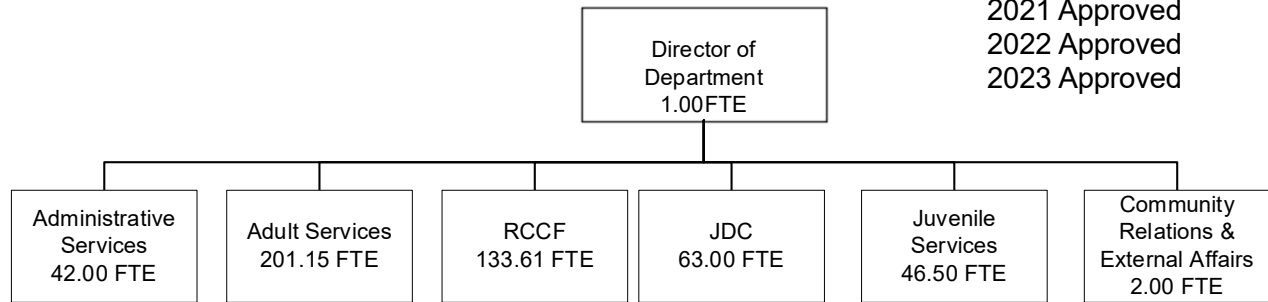 2021 Approved
2022 Approved
2023 Approved
Director of
Department
1.00FTE
Administrative
Services
42.00 FTE
Adult Services
201.15 FTE
RCCF
133.61 FTE
JDC
63.00 FTE
Juvenile
Services
46.50 FTE
Community
Relations &
External Affairs
2.00 FTE